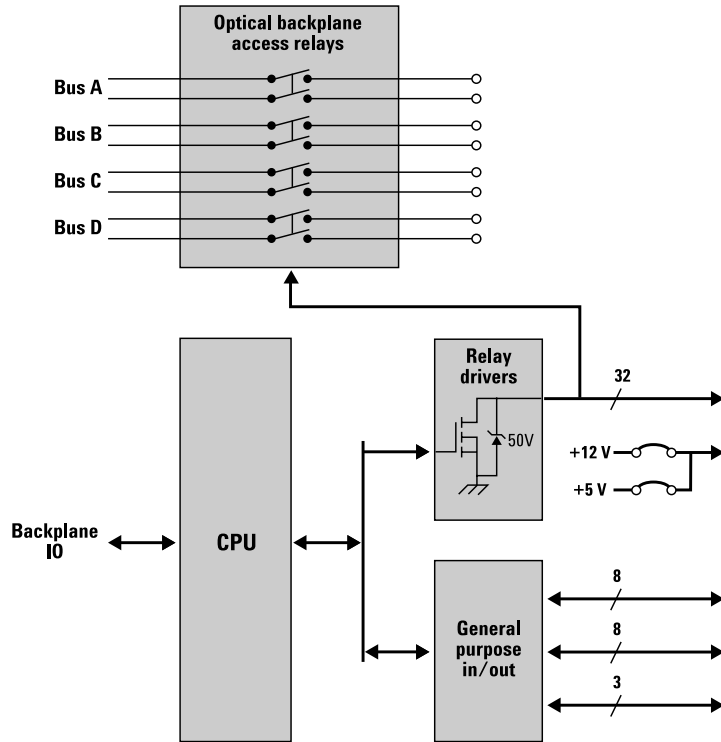 Optical backplane
access relays
Bus A
Bus B
Bus C
Bus D
Relay
drivers
50V
32
+12 V
+5 V
Backplane
IO
CPU
General
purpose
in/out
8
8
3